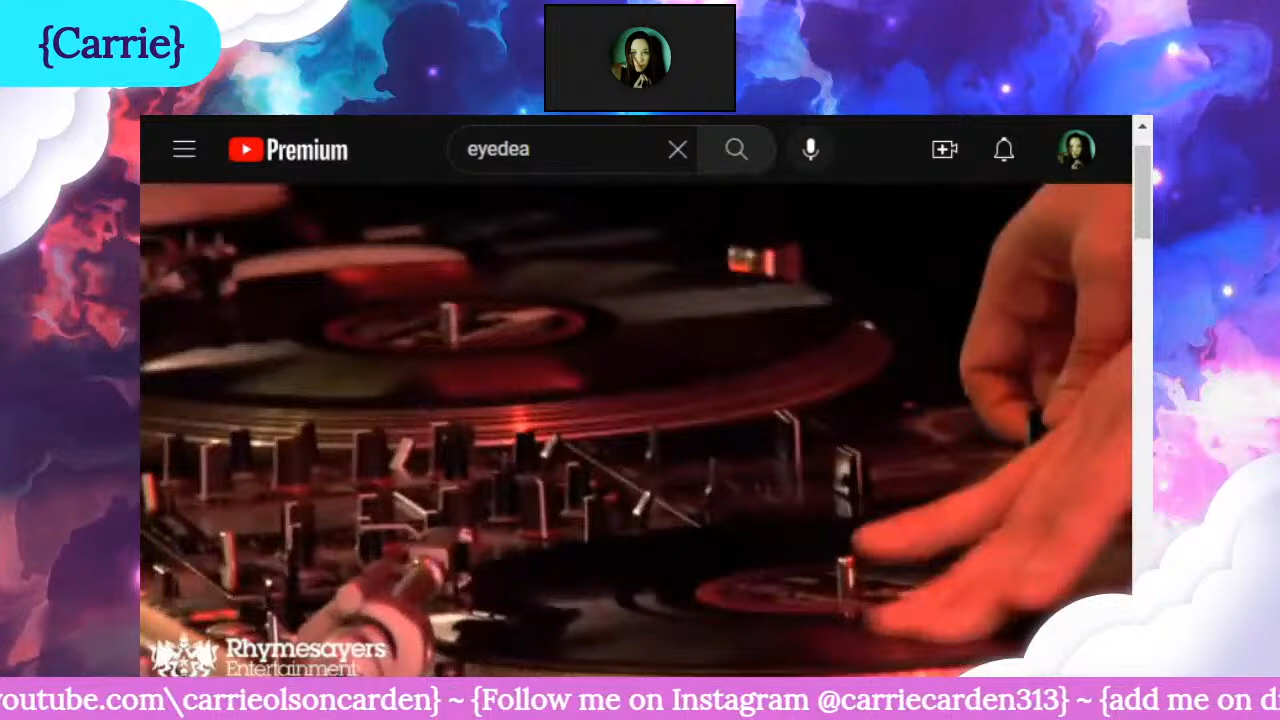 {Carrie}
Premium
eyedea
Rhymesayers
Entertainment
youtube.com\carrieolsoncarden} ~ {Follow me on Instagram @carriecarden313} ~ {add me on d